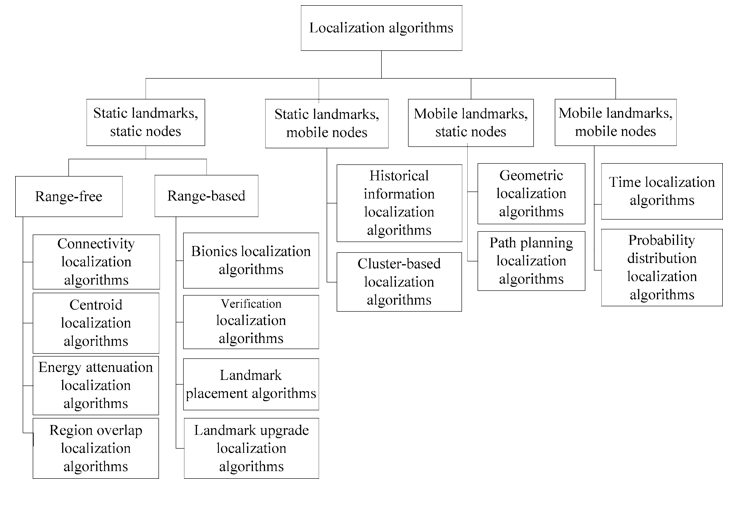 Localization algorithms
Static landmarks,
static nodes
Static landmarks,
mobile nodes
Mobile landmarks,
static nodes
Mobile landmarks,
mobile nodes
Range-free
Range-based
Connectivity
localization
algorithms
Centroid
localization
algorithms
Energy attenuation
localization
algorithms
Region overlap
localization
algorithms
Bionics localization
algorithms
Verification
localization
algorithms
Landmark
placement algorithms
Landmark upgrade
localization
algorithms
Historical
information
localization
algorithms
Cluster-based
localization
algorithms
Geometric
localization
algorithms
Path planning
localization
algorithms
Time localization
algorithms
Probability
distribution
localization
algorithms